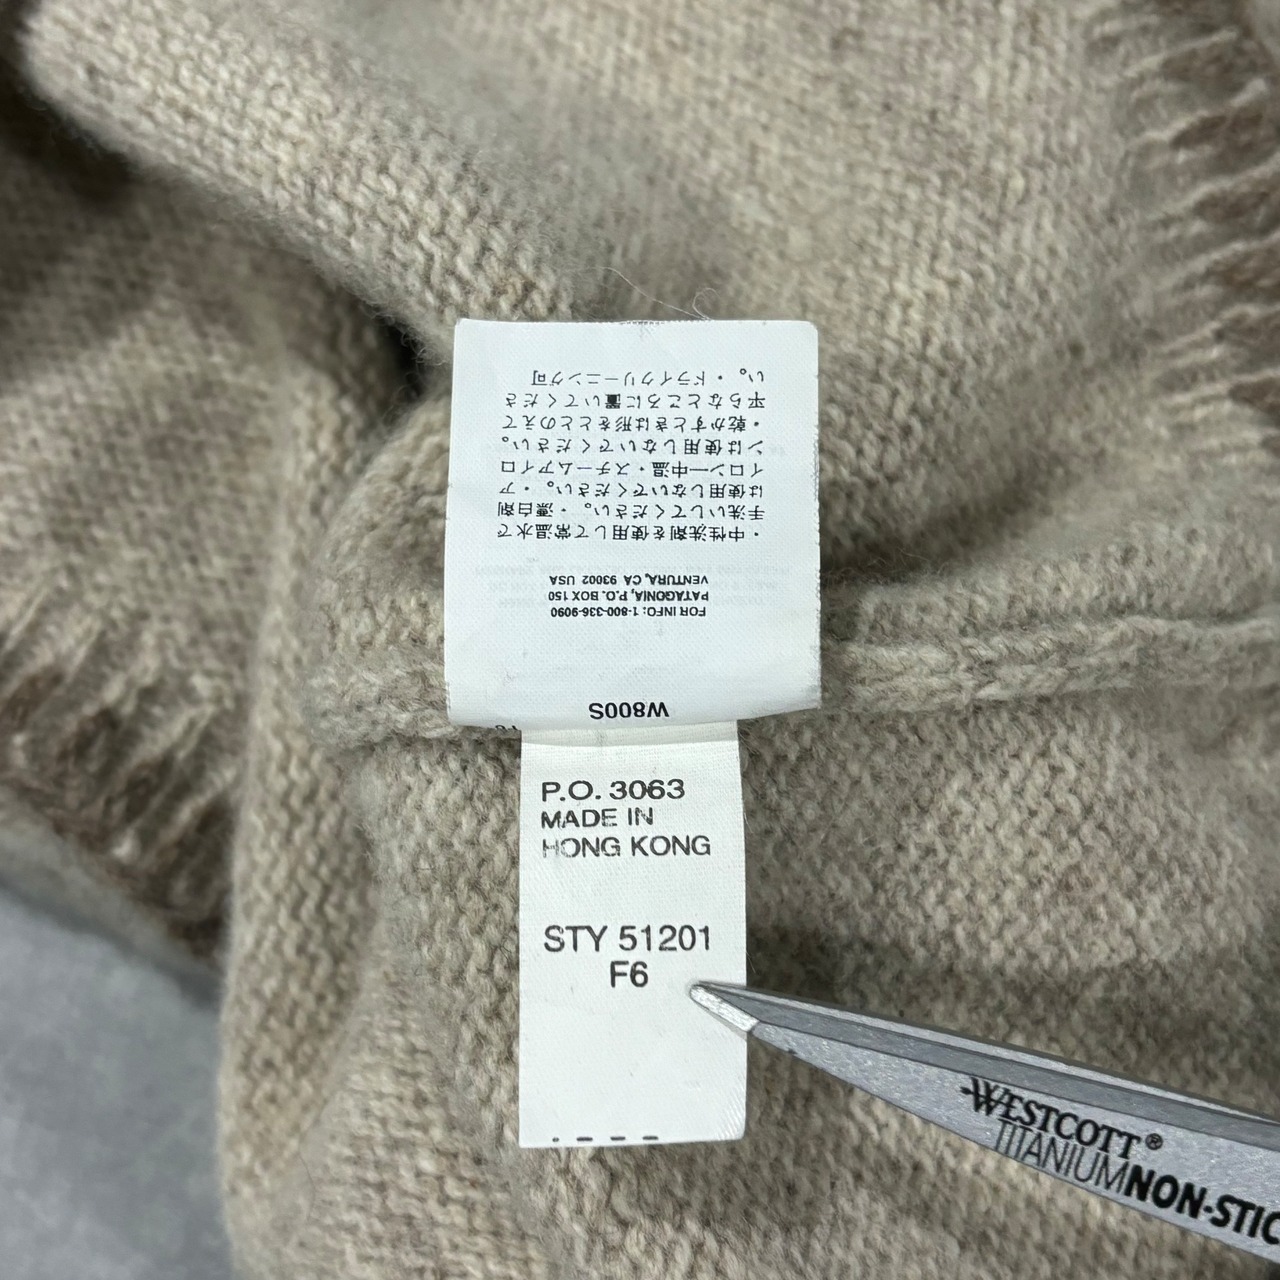 W800S
FOR INFO: 1-800-336-9090
PATAGONIA, P.O. BOX 150
VENTURA, CA 93002 USA
・中性洗剤を使用して常温水で
手洗いしてください。・漂白剤
は使用しないでください。・ア
イロン―中温・スチームアイロ
ンは使用しないでください。
・乾かすときは形をととのえて
平らなところに置いてくださ
い。・ドライクリーニング可
P.O. 3063
MADE IN
HONG KONG
STY 51201
F6
WESTCOTT®
TITANIUM NON-STIC